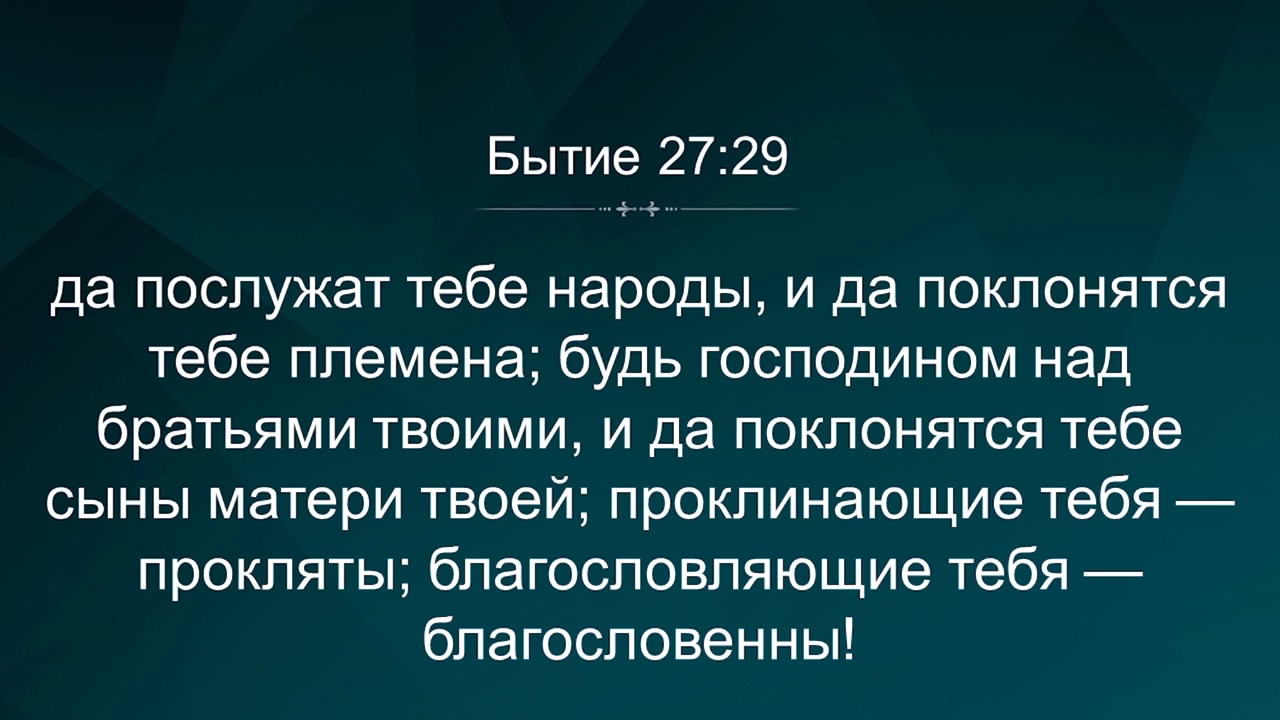 Бытие 27:29
да послужат тебе народы, и да поклонятся
тебе племена; будь господином над
братьями твоими, и да поклонятся тебе
сыны матери твоей; проклинающие тебя —
прокляты; благословляющие тебя —
благословенны!